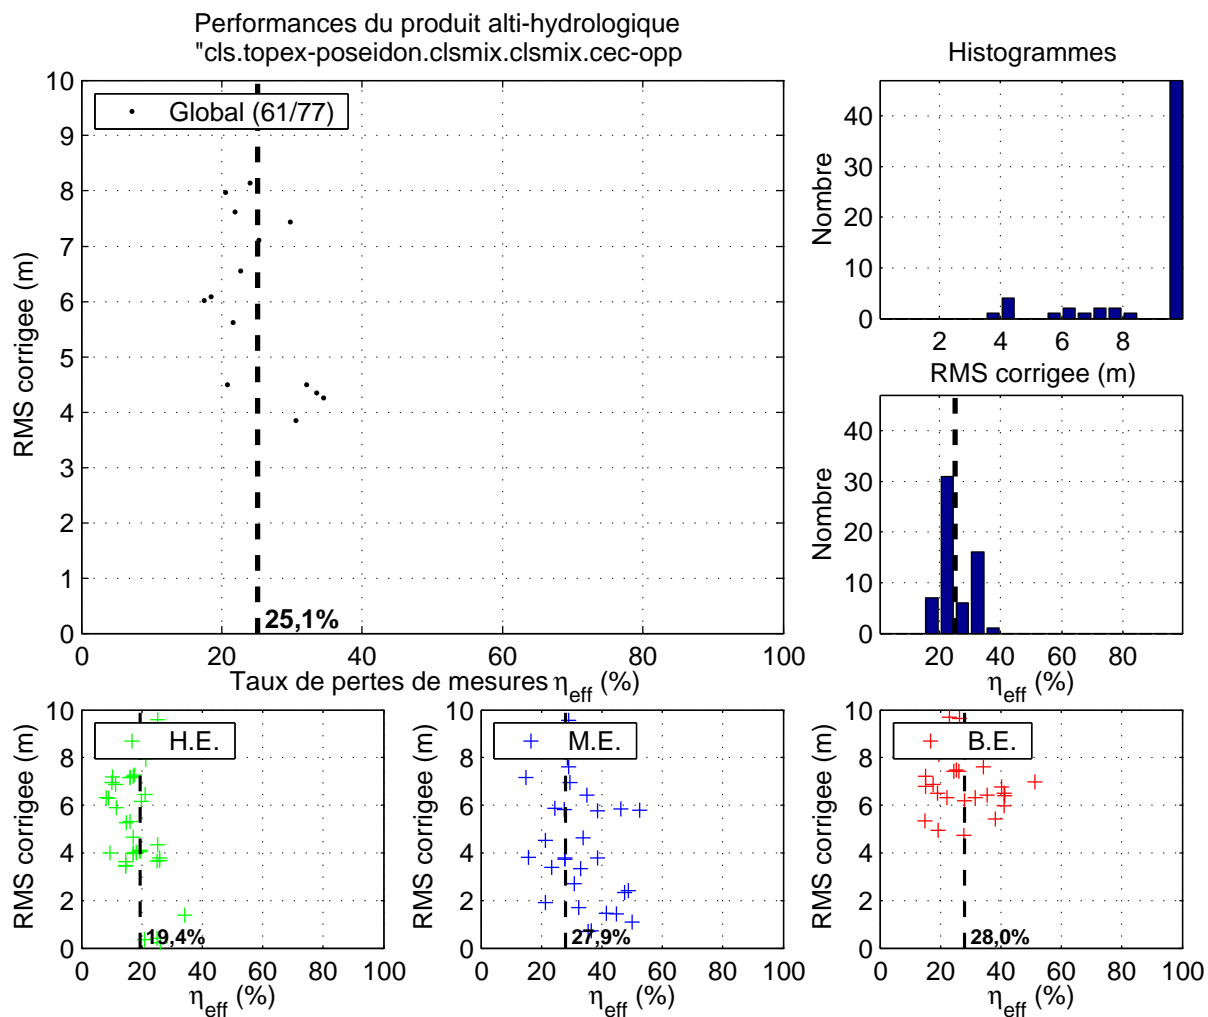 Performances du produit alti-hydrologique
"cls.topex-poseidon.clsmix.clsmix.cec-opp
Histogrammes
10
9
8
7
6
5
4
3
2
1
0
RMS corrigee (m)
Global (61/77)
25,1%
0 20 40 60 80 100
Taux de pertes de mesures ηeff (%)
40
30
20
10
0
Nombre
2 4 6 8
RMS corrigee (m)
40
30
20
10
0
Nombre
20 40 60 80
ηeff (%)
10
8
6
4
2
0
RMS corrigee (m)
H.E.
19,4%
0 20 40 60 80 100
ηeff (%)
10
8
6
4
2
0
RMS corrigee (m)
M.E.
27,9%
0 20 40 60 80 100
ηeff (%)
10
8
6
4
2
0
RMS corrigee (m)
B.E.
28,0%
0 20 40 60 80 100
ηeff (%)